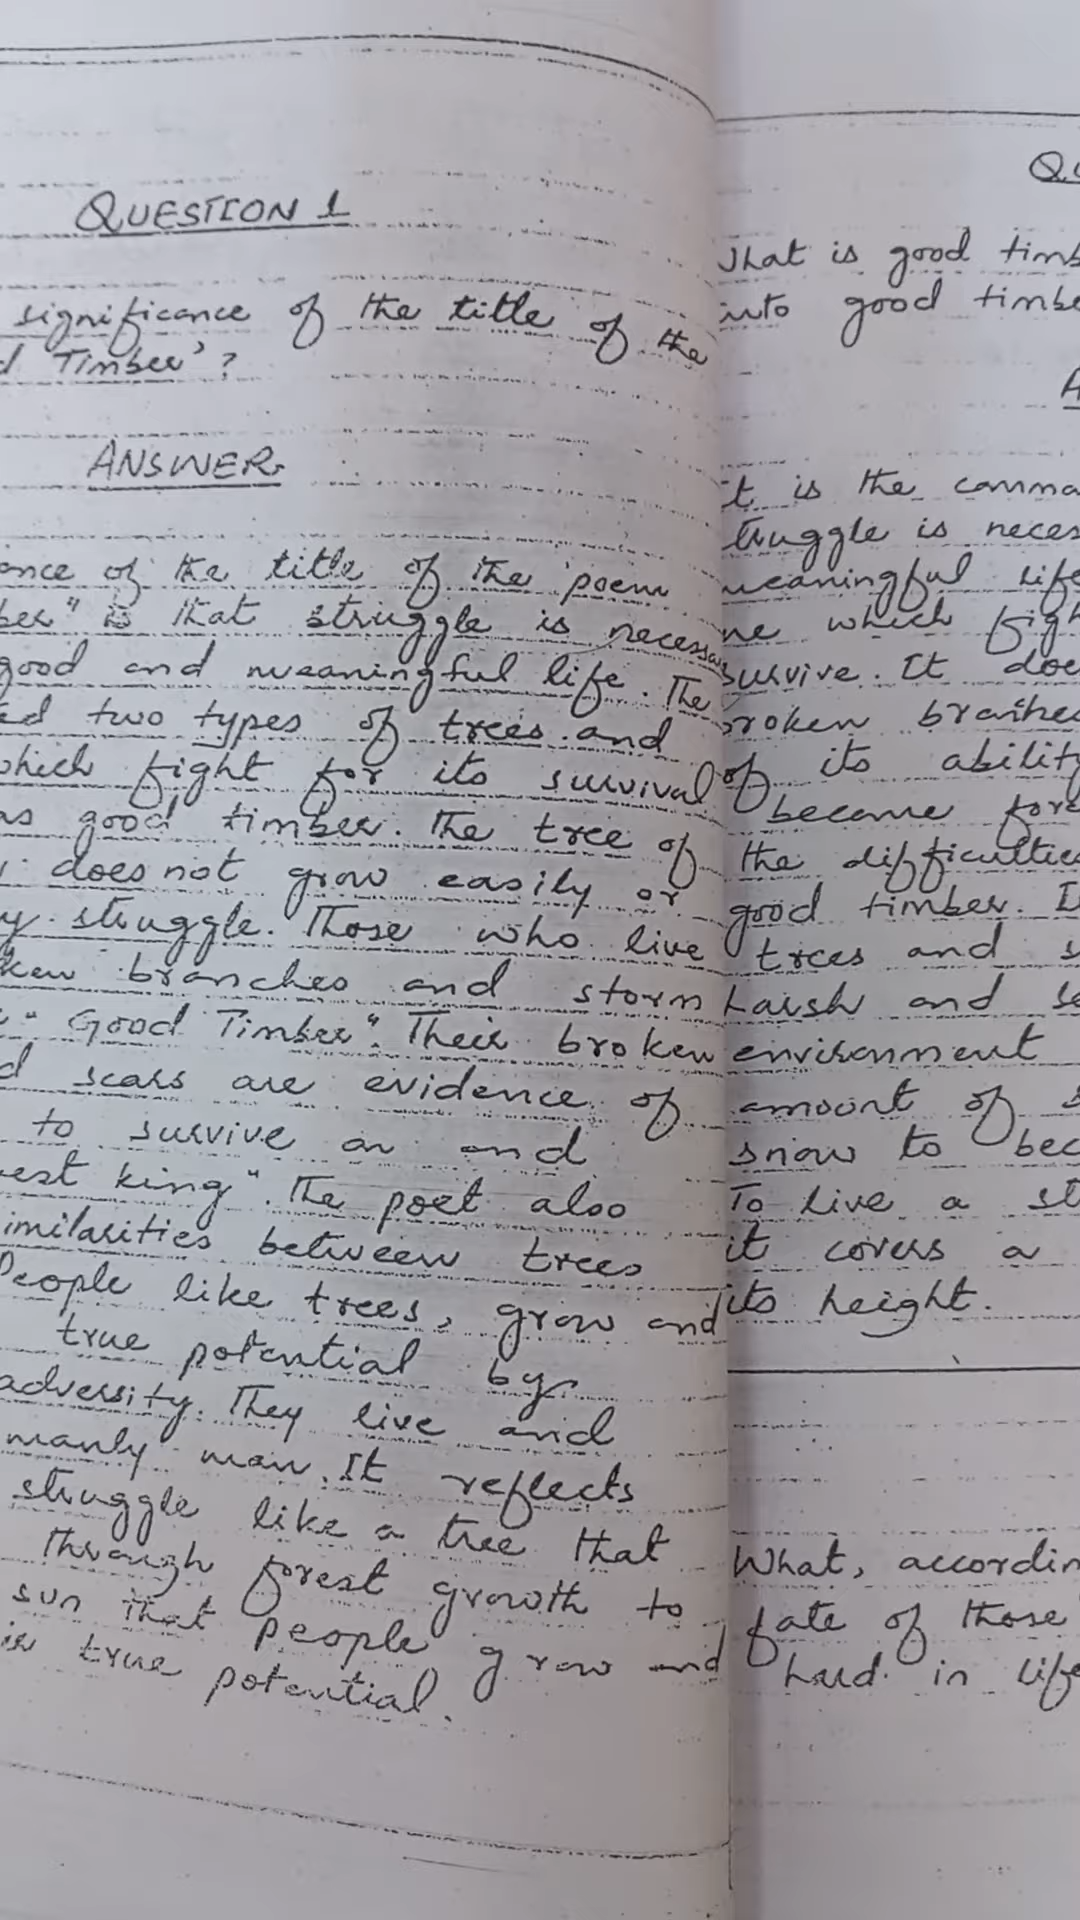 QUESTION 1
significance of the title of the
d Timber'?
ANSWER
ance of the title of the poem
ber" is that struggle is necessa
good and meaningful life. The
ed two types of trees and
which fight for its survival
as good timber. The tree of
does not grow easily or
y struggle. Those who live
ken branches and storm
"Good Timber". Their broken
d scars are evidence of
to survive on and
est king". The poet also
imilarities between trees
People like trees, grow and
true potential by
adversity. They live and
manly man. It reflects
struggle like a tree that
through forest growth to
sun that people grow and
ir true potential.
QU
What is good timb
into good timbe
A
t is the comma
truggle is neces
meaningful life
ne which figh
survive. It doe
broken branches
of its ability
become fore
the difficultie
good timber. I
trees and s
harsh and se
environment
amount of s
snow to bec
To live a st
it covers a
its height.
What, accordin
fate of those
hard in life